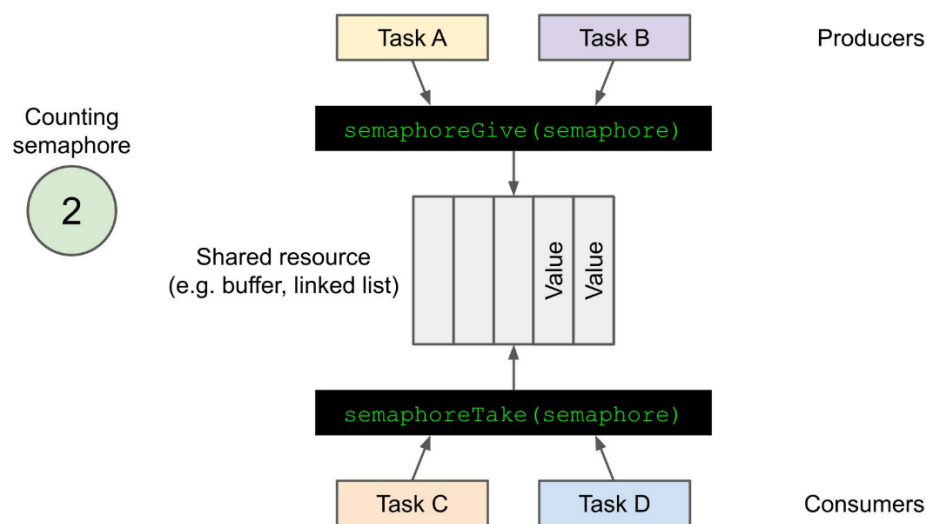 Task A
Task B
Producers
semaphoreGive(semaphore)
Counting
semaphore
2
Shared resource
(e.g. buffer, linked list)
Value
Value
semaphoreTake(semaphore)
Task C
Task D
Consumers